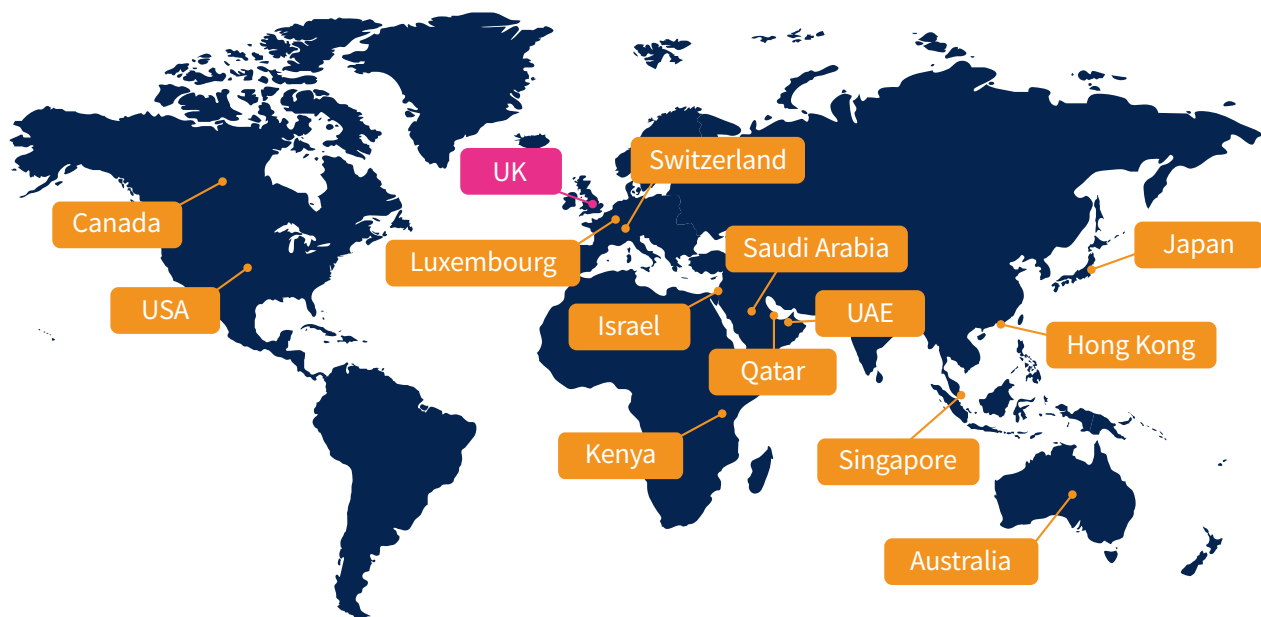 Switzerland
UK
Canada
Saudi Arabia
Japan
Luxembourg
USA
Israel
UAE
Hong Kong
Qatar
Kenya
Singapore
Australia